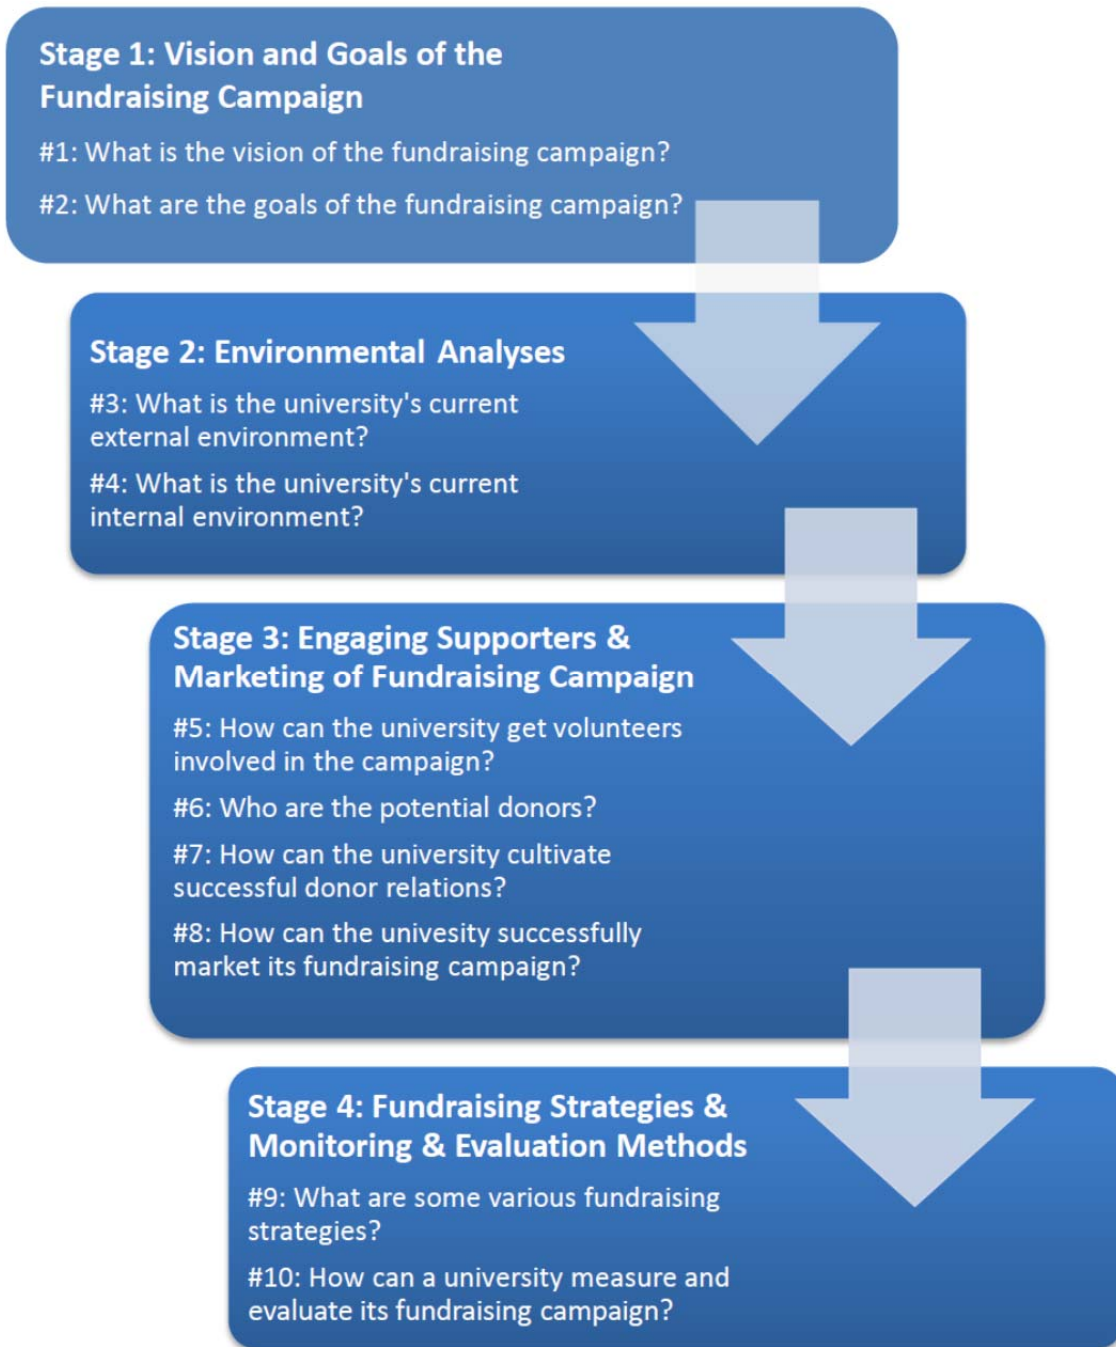 Stage 1: Vision and Goals of the
Fundraising Campaign
#1: What is the vision of the fundraising campaign?
#2: What are the goals of the fundraising campaign?
Stage 2: Environmental Analyses
#3: What is the university's current
external environment?
#4: What is the university's current
internal environment?
Stage 3: Engaging Supporters &
Marketing of Fundraising Campaign
#5: How can the university get volunteers
involved in the campaign?
#6: Who are the potential donors?
#7: How can the university cultivate
successful donor relations?
#8: How can the univesity successfully
market its fundraising campaign?
Stage 4: Fundraising Strategies &
Monitoring & Evaluation Methods
#9: What are some various fundraising
strategies?
#10: How can a university measure and
evaluate its fundraising campaign?